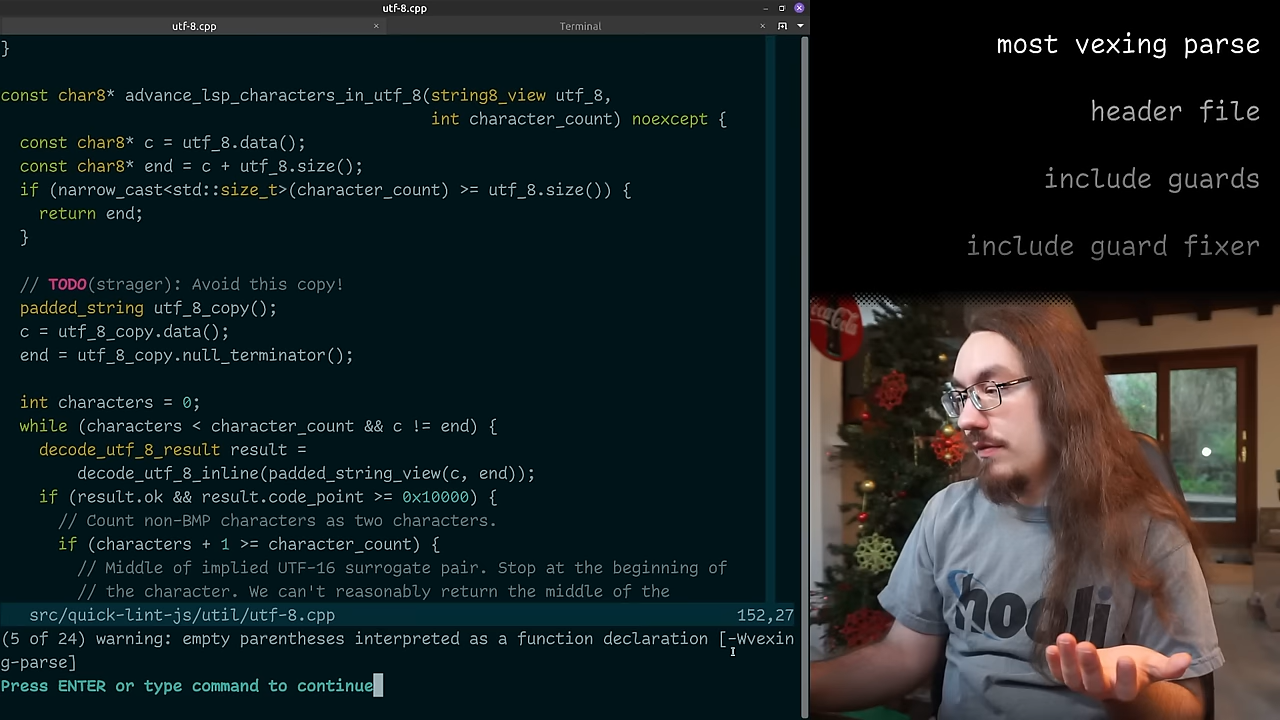 utf-8.cpp
utf-8.cpp
Terminal
}
const char8* advance_lsp_characters_in_utf_8(string8_view utf_8,
int character_count) noexcept {
const char8* c = utf_8.data();
const char8* end = c + utf_8.size();
if (narrow_cast<std::size_t>(character_count) >= utf_8.size()) {
return end;
}
// TODO(strager): Avoid this copy!
padded_string utf_8_copy();
c = utf_8_copy.data();
end = utf_8_copy.null_terminator();
int characters = 0;
while (characters < character_count && c != end) {
decode_utf_8_result result =
decode_utf_8_inline(padded_string_view(c, end));
if (result.ok && result.code_point >= 0x10000) {
// Count non-BMP characters as two characters.
if (characters + 1 >= character_count) {
// Middle of implied UTF-16 surrogate pair. Stop at the beginning of
// the character. We can't reasonably return the middle of the
src/quick-lint-js/util/utf-8.cpp 152,27
(5 of 24) warning: empty parentheses interpreted as a function declaration [-Wvexin
g-parse]
Press ENTER or type command to continue
most vexing parse
header file
include guards
include guard fixer
Coca-Cola
hooli